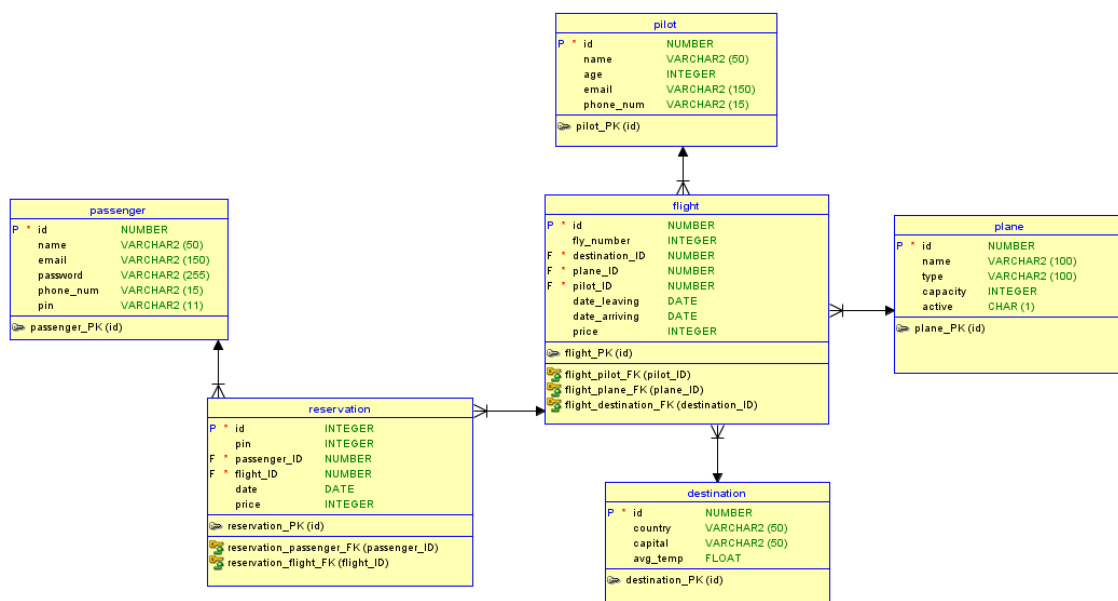 pilot
P * id NUMBER
name VARCHAR2 (50)
age INTEGER
email VARCHAR2 (150)
phone_num VARCHAR2 (15)
pilot_PK (id)
passenger
P * id NUMBER
name VARCHAR2 (50)
email VARCHAR2 (150)
password VARCHAR2 (255)
phone_num VARCHAR2 (15)
pin VARCHAR2 (11)
passenger_PK (id)
flight
P * id NUMBER
fly_number INTEGER
F * destination_ID NUMBER
F * plane_ID NUMBER
F * pilot_ID NUMBER
date_leaving DATE
date_arriving DATE
price INTEGER
flight_PK (id)
flight_pilot_FK (pilot_ID)
flight_plane_FK (plane_ID)
flight_destination_FK (destination_ID)
plane
P * id NUMBER
name VARCHAR2 (100)
type VARCHAR2 (100)
capacity INTEGER
active CHAR (1)
plane_PK (id)
reservation
P * id INTEGER
pin INTEGER
F * passenger_ID NUMBER
F * flight_ID NUMBER
date DATE
price INTEGER
reservation_PK (id)
reservation_passenger_FK (passenger_ID)
reservation_flight_FK (flight_ID)
destination
P * id NUMBER
country VARCHAR2 (50)
capital VARCHAR2 (50)
avg_temp FLOAT
destination_PK (id)